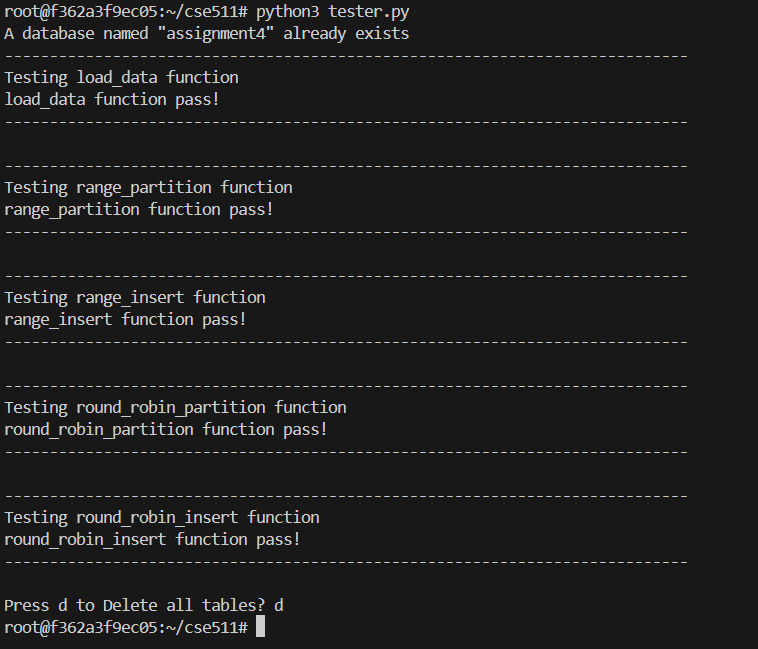 root@f362a3f9ec05:~/cse511# python3 tester.py
A database named "assignment4" already exists
----------------------------------------------------------------------------
Testing load_data function
load_data function pass!
----------------------------------------------------------------------------
----------------------------------------------------------------------------
Testing range_partition function
range_partition function pass!
----------------------------------------------------------------------------
----------------------------------------------------------------------------
Testing range_insert function
range_insert function pass!
----------------------------------------------------------------------------
----------------------------------------------------------------------------
Testing round_robin_partition function
round_robin_partition function pass!
----------------------------------------------------------------------------
----------------------------------------------------------------------------
Testing round_robin_insert function
round_robin_insert function pass!
----------------------------------------------------------------------------
Press d to Delete all tables? d
root@f362a3f9ec05:~/cse511#